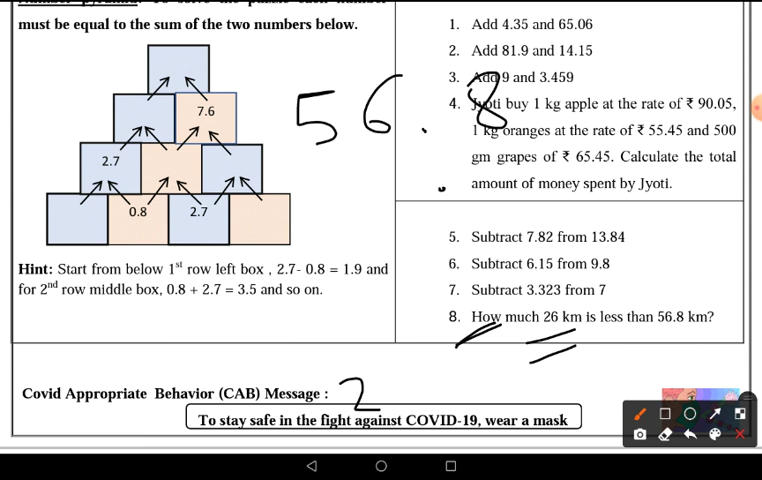 must be equal to the sum of the two numbers below.
7.6
2.7
0.8
2.7
Hint: Start from below 1st row left box , 2.7- 0.8 = 1.9 and
for 2nd row middle box, 0.8 + 2.7 = 3.5 and so on.
1. Add 4.35 and 65.06
2. Add 81.9 and 14.15
3. Add 9 and 3.459
4. Jyoti buy 1 kg apple at the rate of ₹ 90.05,
1 kg oranges at the rate of ₹ 55.45 and 500
gm grapes of ₹ 65.45. Calculate the total
amount of money spent by Jyoti.
56.8
5. Subtract 7.82 from 13.84
6. Subtract 6.15 from 9.8
7. Subtract 3.323 from 7
8. How much 26 km is less than 56.8 km?
Covid Appropriate Behavior (CAB) Message :
2
To stay safe in the fight against COVID-19, wear a mask